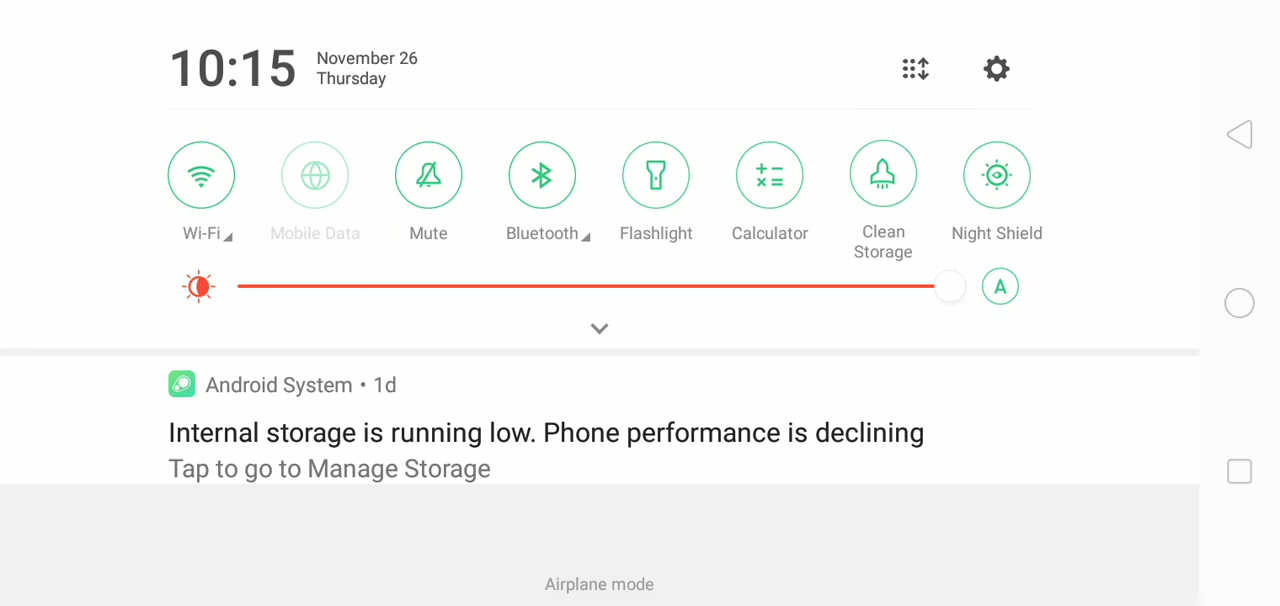 10:15
November 26
Thursday
Wi-Fi
Mobile Data
Mute
Bluetooth
Flashlight
Calculator
Clean
Storage
Night Shield
A
Android System • 1d
Internal storage is running low. Phone performance is declining
Tap to go to Manage Storage
Airplane mode